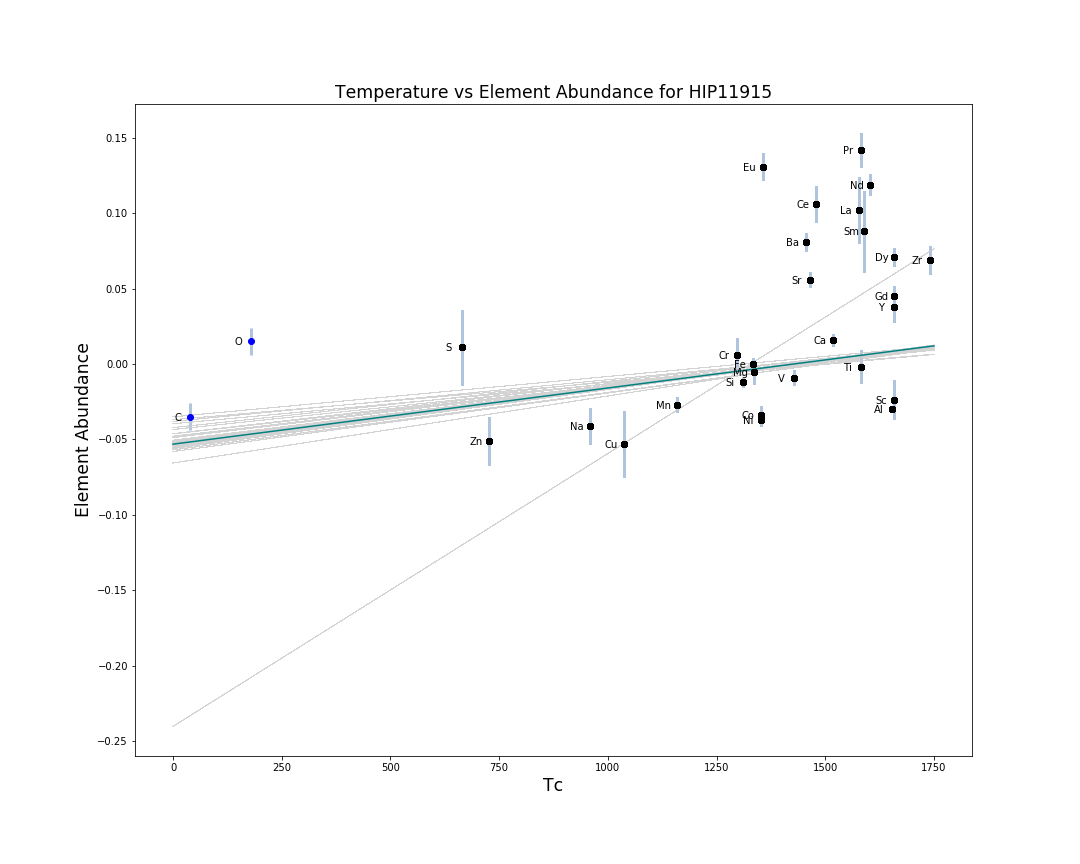 Temperature vs Element Abundance for HIP11915
0.15
0.10
0.05
0.00
−0.05
−0.10
−0.15
−0.20
−0.25
Element Abundance
Pr
Eu
Nd
Ce
La
Sm
Ba
Dy
Zr
Sr
Gd
Y
O
S
Ca
Cr
Fe
Ti
Mg
V
Si
Sc
Mn
Al
Co
Ni
C
Na
Zn
Cu
0
250
500
750
1000
1250
1500
1750
Tc